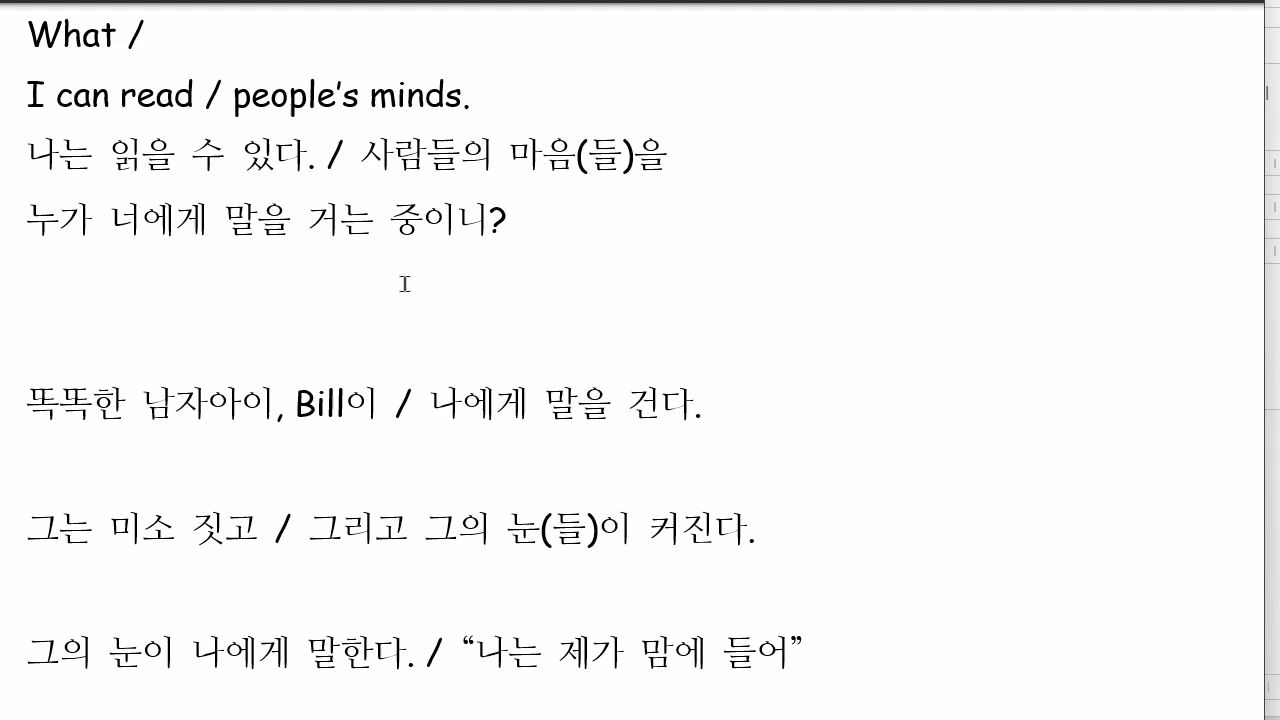 What /
I can read / people's minds.
나는 읽을 수 있다. / 사람들의 마음(들)을
누가 너에게 말을 거는 중이니?
똑똑한 남자아이, Bill이 / 나에게 말을 건다.
그는 미소 짓고 / 그리고 그의 눈(들)이 커진다.
그의 눈이 나에게 말한다. / “나는 제가 맘에 들어”